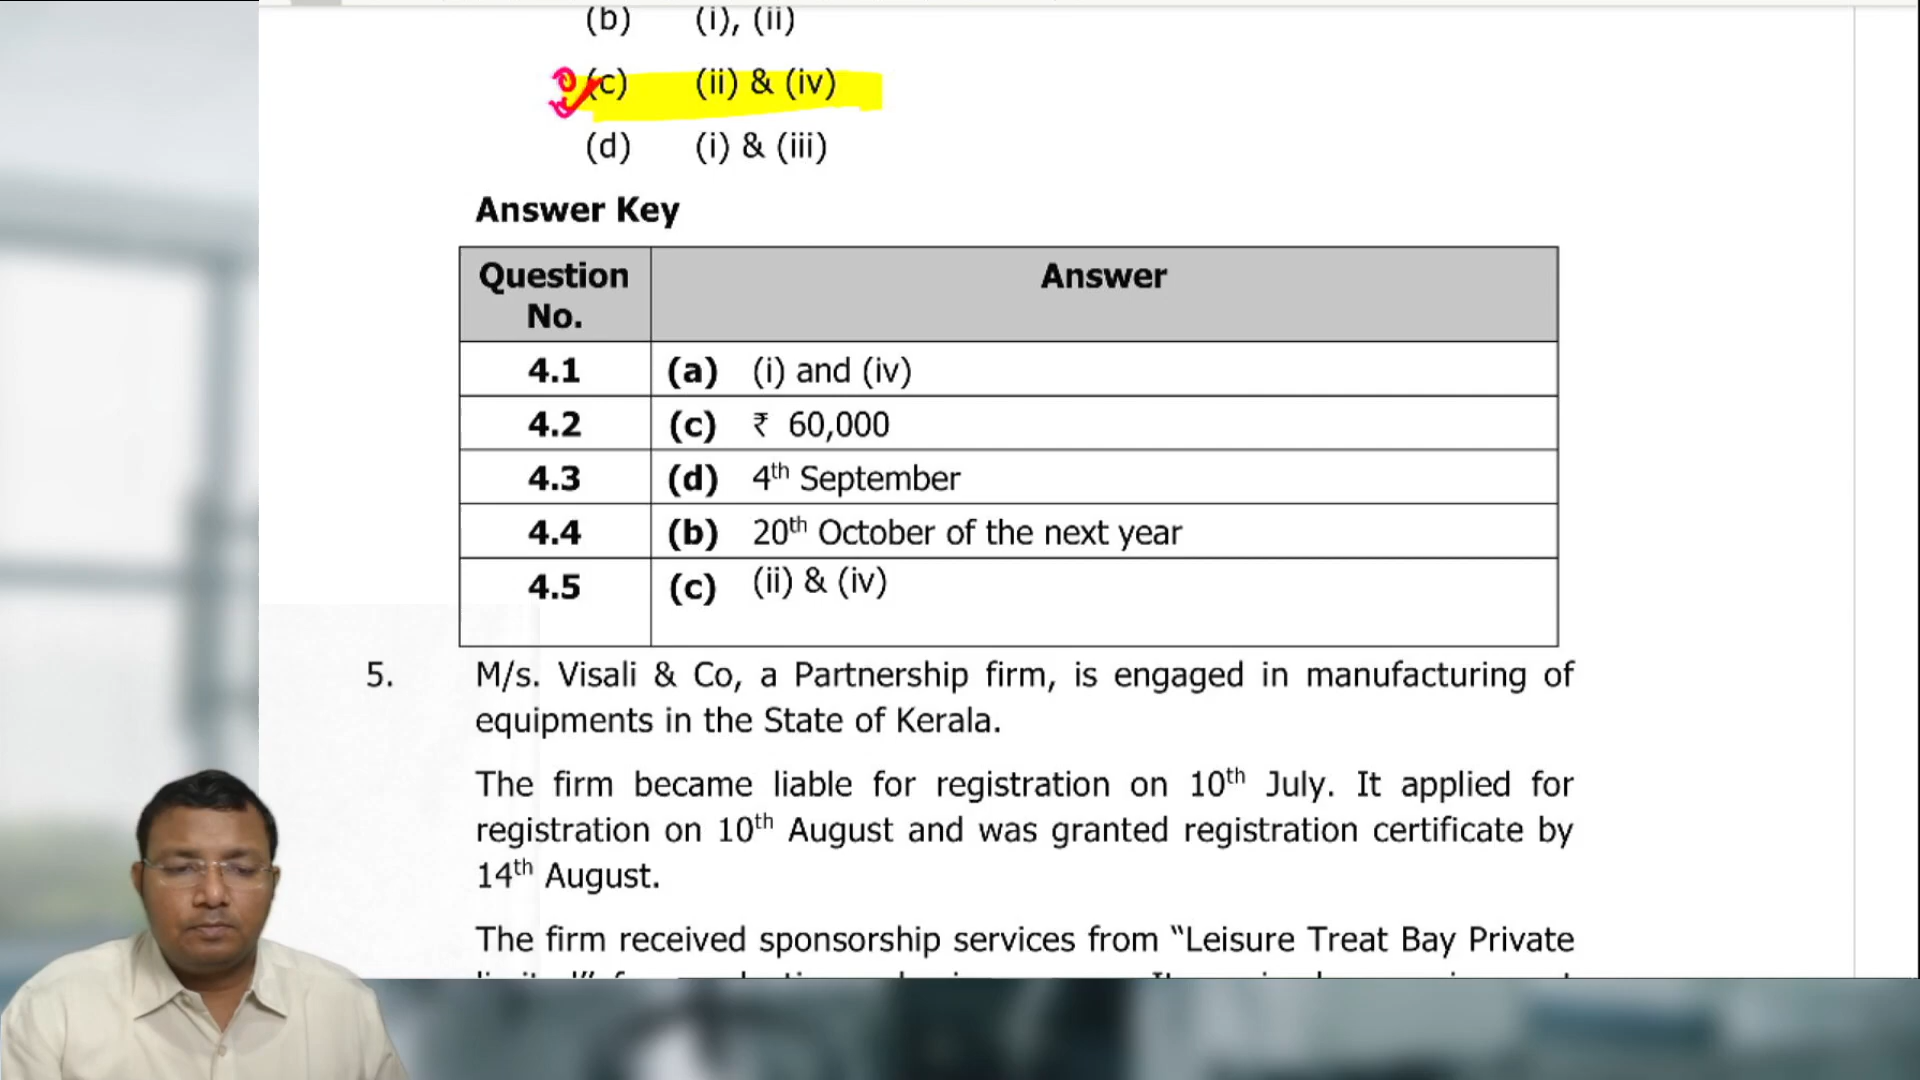 (b) (i), (ii)
(c) (ii) & (iv)
(d) (i) & (iii)
Answer Key
Question No. Answer
4.1 (a) (i) and (iv)
4.2 (c) ₹ 60,000
4.3 (d) 4th September
4.4 (b) 20th October of the next year
4.5 (c) (ii) & (iv)
5. M/s. Visali & Co, a Partnership firm, is engaged in manufacturing of
equipments in the State of Kerala.
The firm became liable for registration on 10th July. It applied for
registration on 10th August and was granted registration certificate by
14th August.
The firm received sponsorship services from "Leisure Treat Bay Private